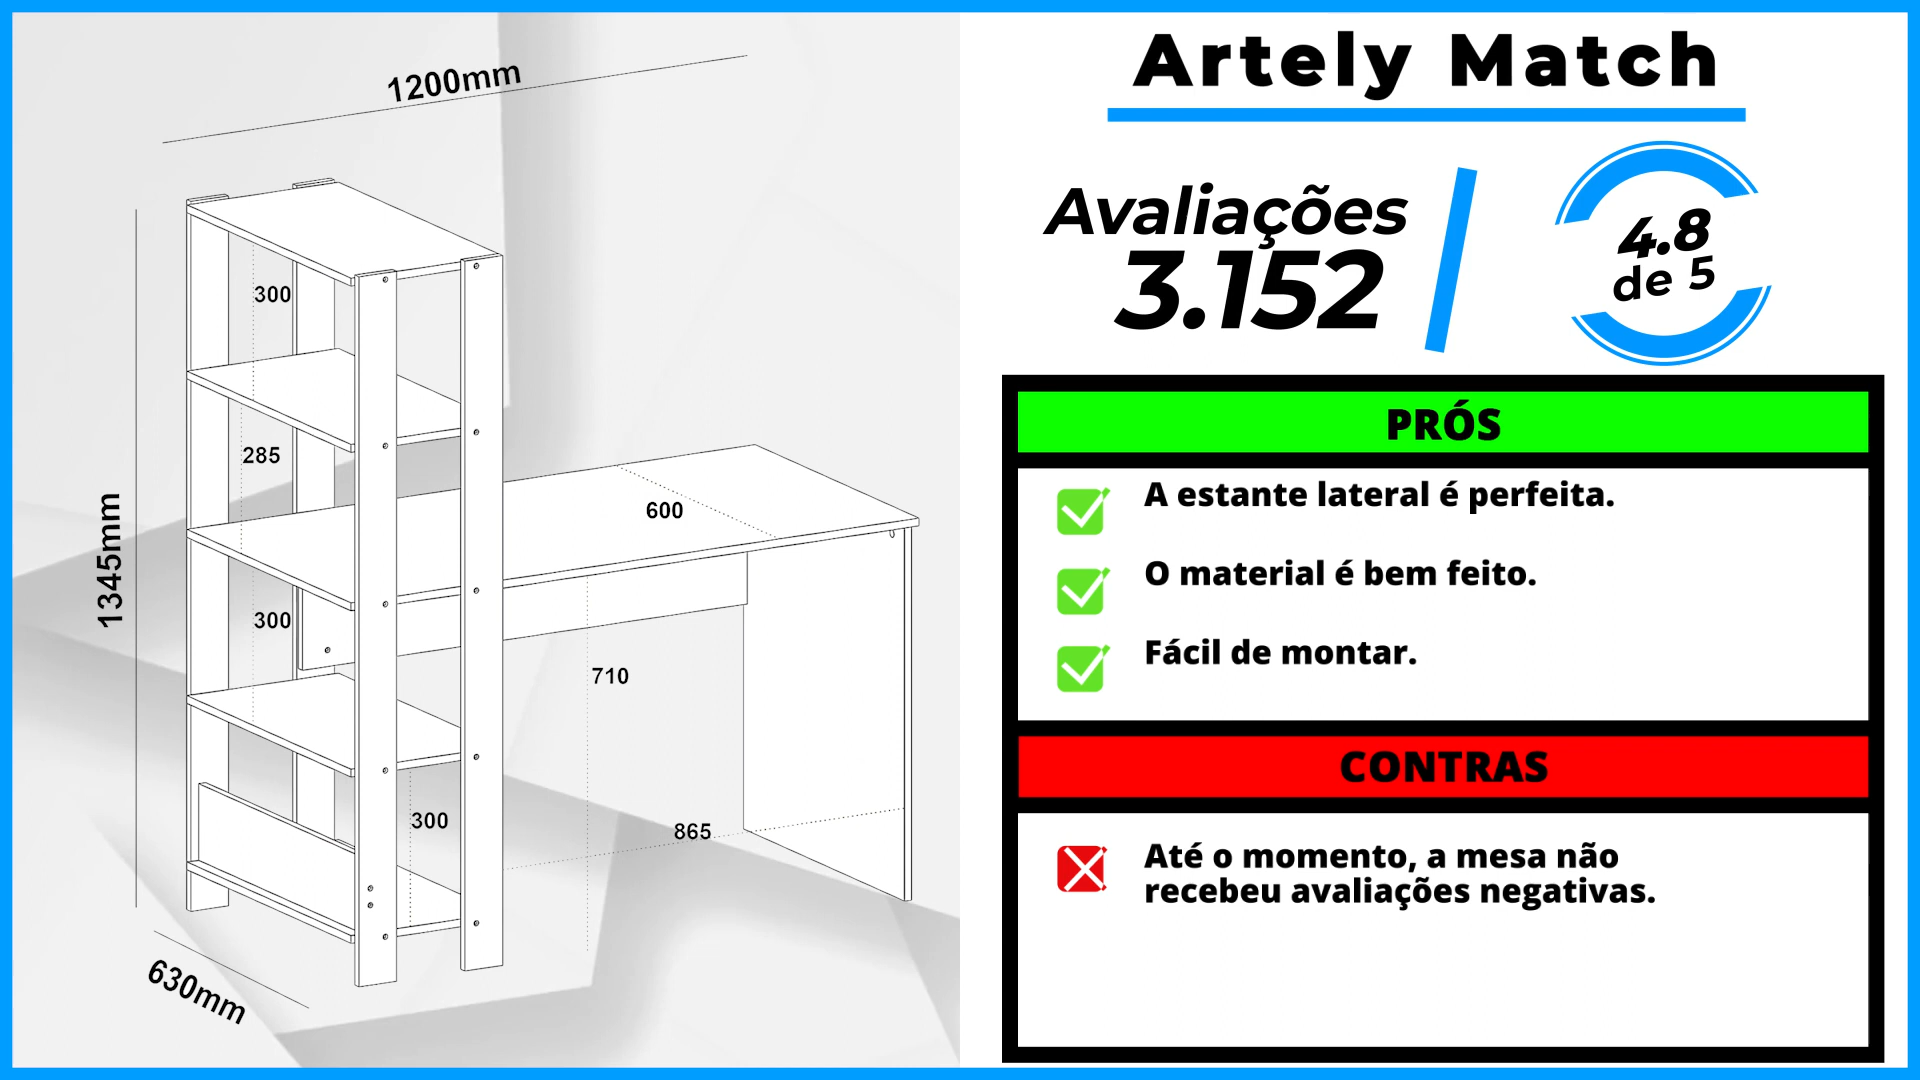 1200mm
300
285
600
1345mm
300
710
300
865
630mm
Artely Match
Avaliações
3.152
4.8
de 5
PRÓS
A estante lateral é perfeita.
O material é bem feito.
Fácil de montar.
CONTRAS
Até o momento, a mesa não
recebeu avaliações negativas.